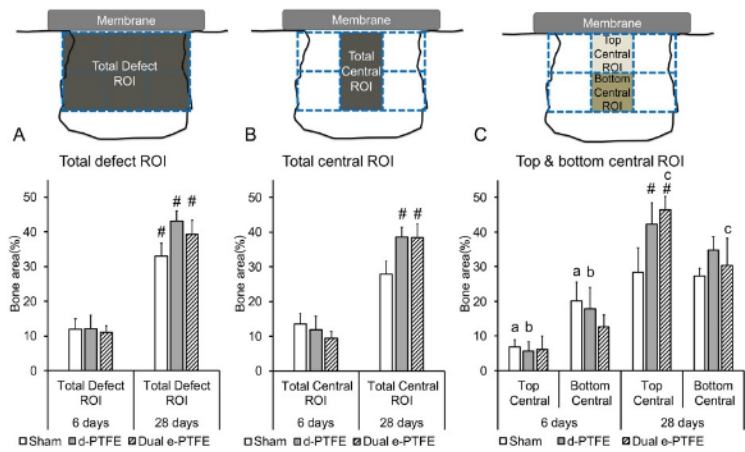 Membrane
Total Defect
ROI
A
Total defect ROI
Bone area(%)
50
40
30
20
10
0
#
#
#
Total Defect
ROI
Total Defect
ROI
6 days
28 days
Sham
d-PTFE
Dual e-PTFE
Membrane
Total
Central
ROI
B
Total central ROI
Bone area(%)
50
40
30
20
10
0
#
#
Total Central
ROI
Total Central
ROI
6 days
28 days
Sham
d-PTFE
Dual e-PTFE
Membrane
Top
Central
ROI
Bottom
Central
ROI
C
Top & bottom central ROI
Bone area(%)
50
40
30
20
10
0
a
b
a
b
#
c
#
c
Top
Central
Bottom
Central
Top
Central
Bottom
Central
6 days
28 days
Sham
d-PTFE
Dual e-PTFE